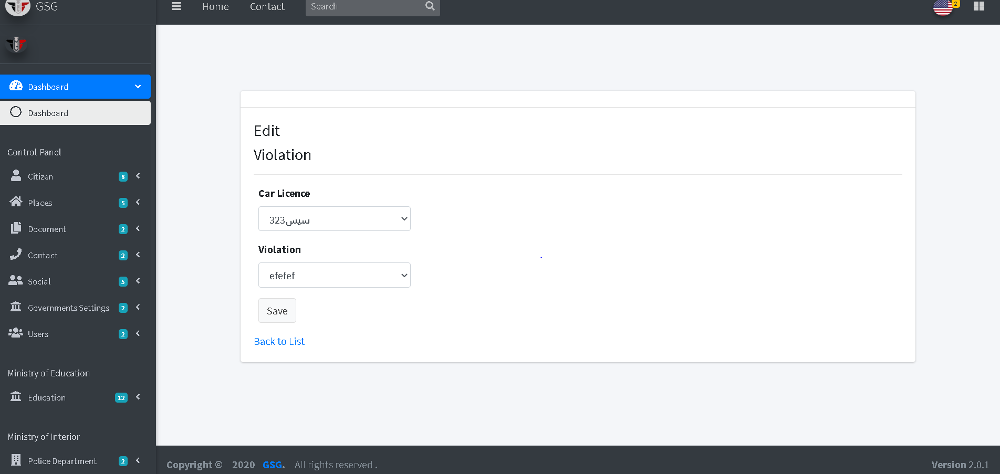 GSG
Home Contact Search 2
Dashboard
Dashboard
Control Panel
Citizen 8
Places 5
Document 2
Contact 2
Social 5
Governments Settings 2
Users 2
Ministry of Education
Education 12
Ministry of Interior
Police Department 2
Edit
Violation
Car Licence
323سيس
Violation
efefef
Save
Back to List
Copyright © 2020 GSG. All rights reserved .
Version 2.0.1